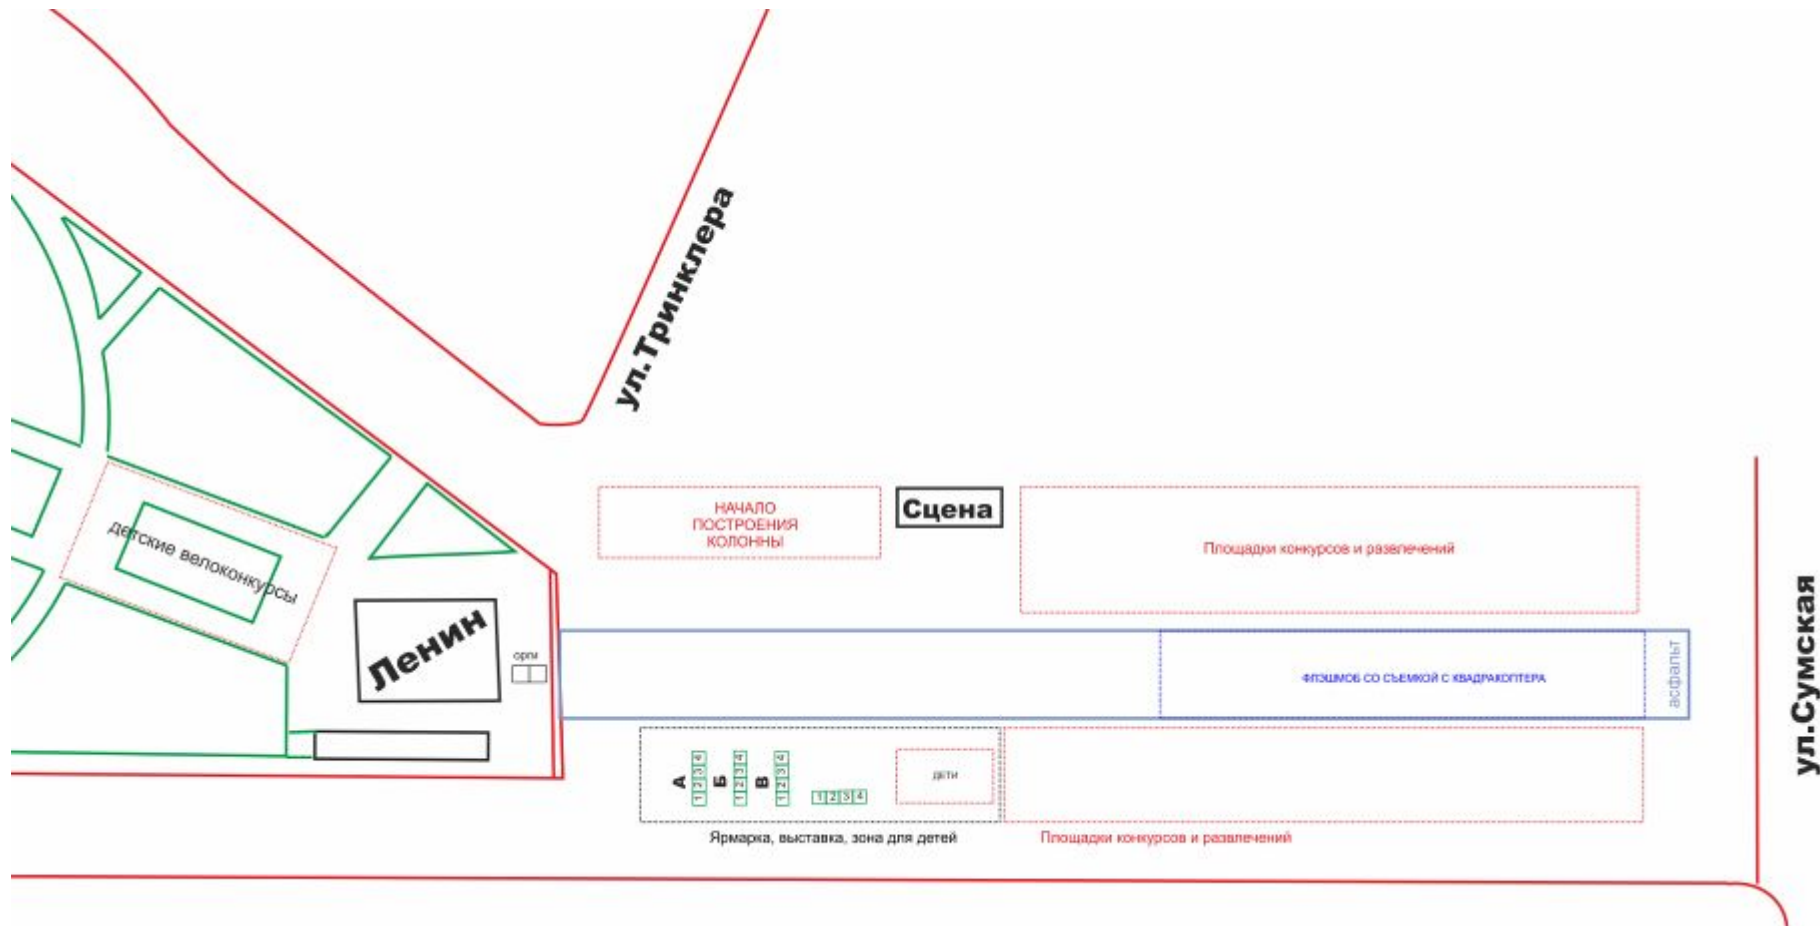 ул.Тринклера
НАЧАЛО
ПОСТРОЕНИЯ
КОЛОННЫ
Сцена
Площадки конкурсов и развлечений
детские велоконкурсы
Ленин
орги
ФЛЭШМОБ СО СЪЕМКОЙ С КВАДРАКОПТЕРА
асфальт
ул.Сумская
А
1 2 3 4
Б
1 2 3 4
В
1 2 3 4
1 2 3 4
ДЕТИ
Ярмарка, выставка, зона для детей
Площадки конкурсов и развлечений